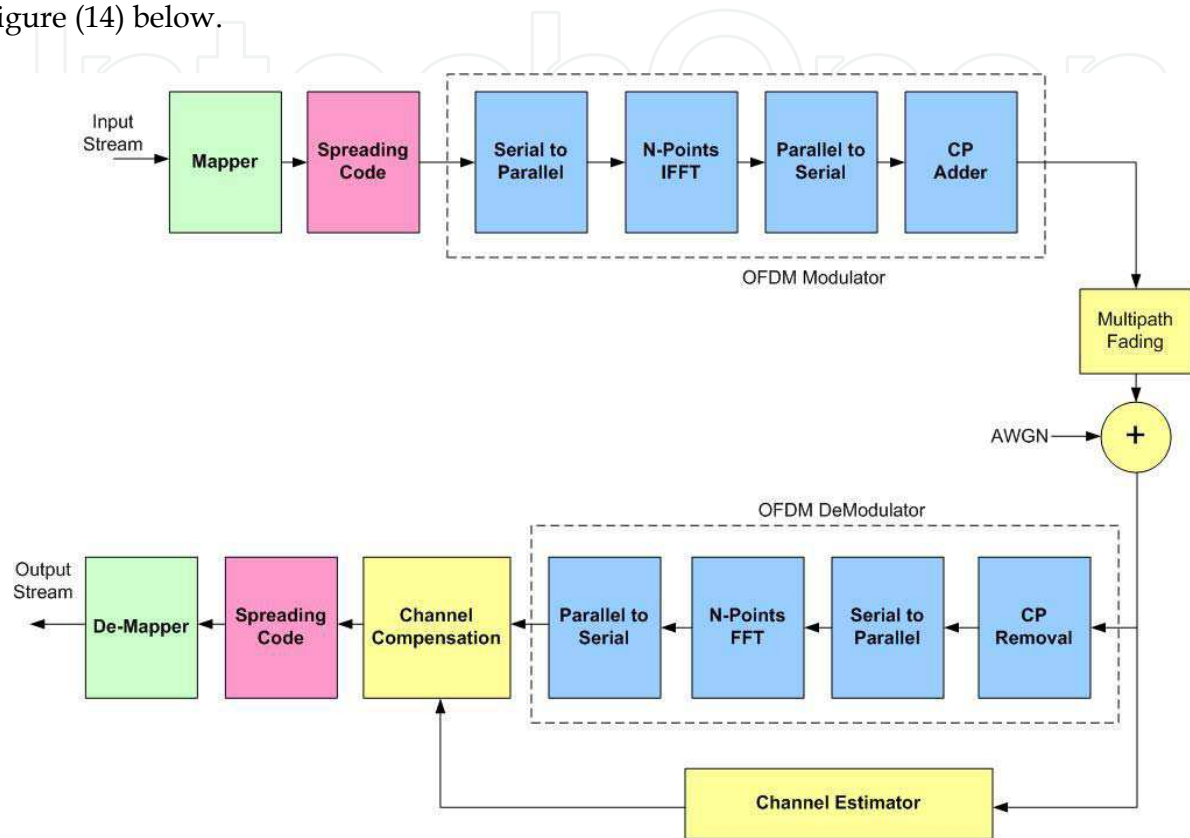 igure (14) below.
IntechOpen
Input
Stream
Mapper
Spreading
Code
Serial to
Parallel
N-Points
IFFT
Parallel to
Serial
CP
Adder
OFDM Modulator
Multipath
Fading
AWGN
+
OFDM DeModulator
Output
Stream
De-Mapper
Spreading
Code
Channel
Compensation
Parallel to
Serial
N-Points
FFT
Serial to
Parallel
CP
Removal
Channel Estimator